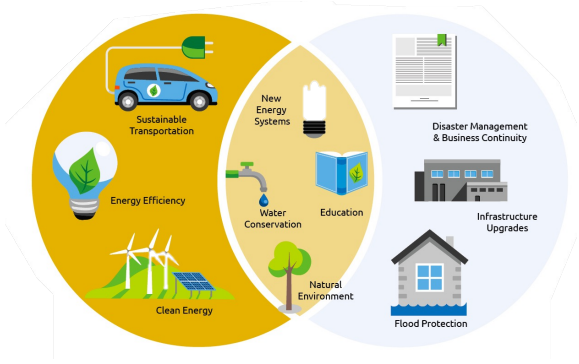 Sustainable
Transportation
Energy Efficiency
Clean Energy
New
Energy
Systems
Water
Conservation
Education
Natural
Environment
Disaster Management
& Business Continuity
Infrastructure
Upgrades
Flood Protection